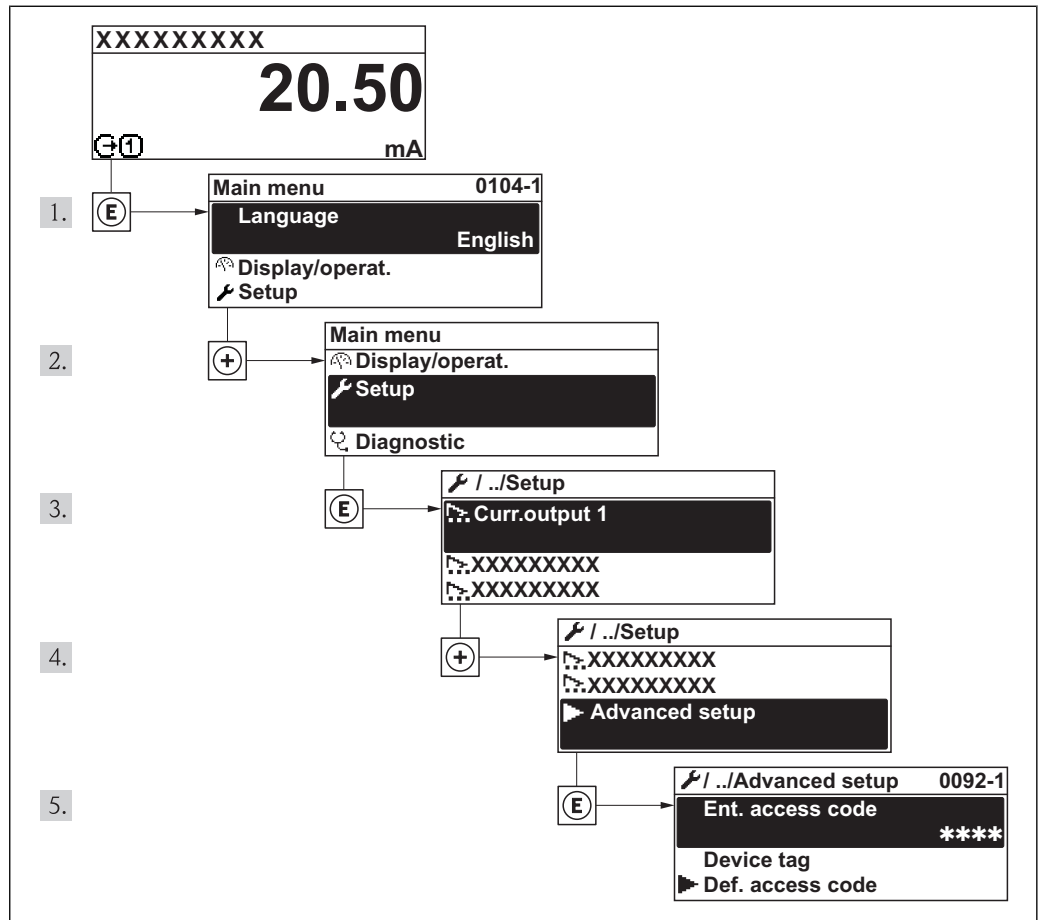 XXXXXXXXX
20.50
1
mA
1.
E
Main menu 0104-1
Language
English
Display/operat.
Setup
2.
+
Main menu
Display/operat.
Setup
Diagnostic
3.
E
/ ../Setup
Curr.output 1
XXXXXXXXX
XXXXXXXXX
4.
+
/ ../Setup
XXXXXXXXX
XXXXXXXXX
Advanced setup
5.
E
/ ../Advanced setup 0092-1
Ent. access code
****
Device tag
Def. access code